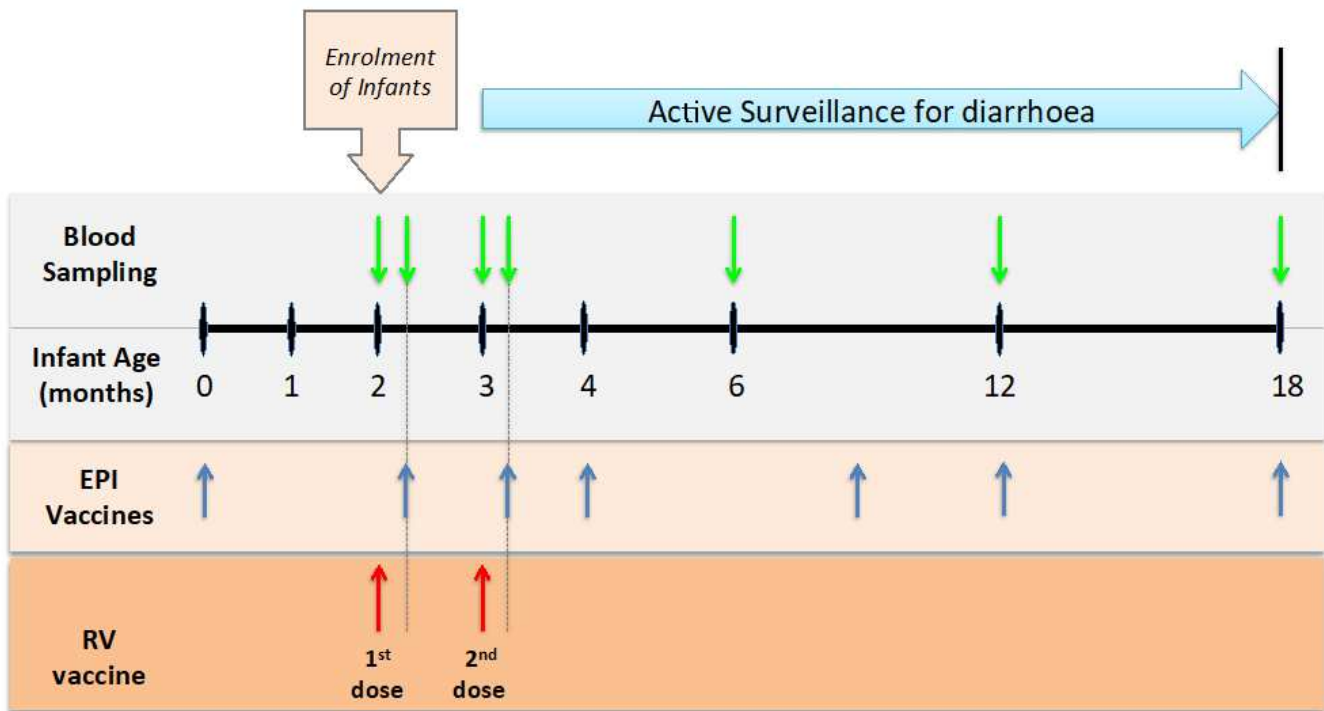 Enrolment
of Infants
Active Surveillance for diarrhoea
Blood
Sampling
Infant Age
(months)
0 1 2 3 4 6 12 18
EPI
Vaccines
RV
vaccine
1st
dose
2nd
dose